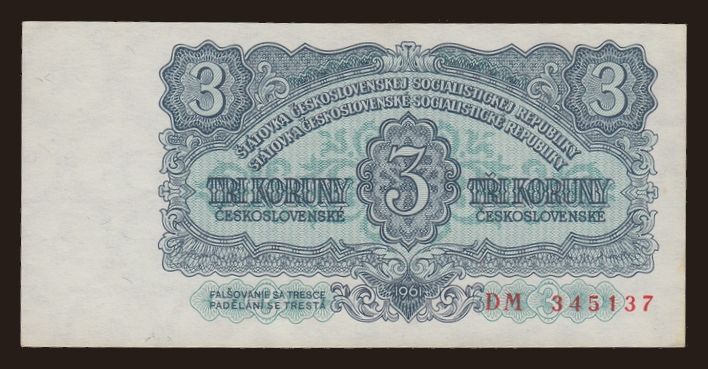 3 3
ŠTÁTOVKA ČESKOSLOVENSKEJ SOCIALISTICKEJ REPUBLIKY
STÁTOVKA ČESKOSLOVENSKÉ SOCIALISTICKÉ REPUBLIKY
TRI KORUNY 3 TŘI KORUNY
ČESKOSLOVENSKÉ ČESKOSLOVENSKÉ
FALŠOVANIE SA TRESCE 1961
PADĚLÁNÍ SE TRESTÁ DM 345137